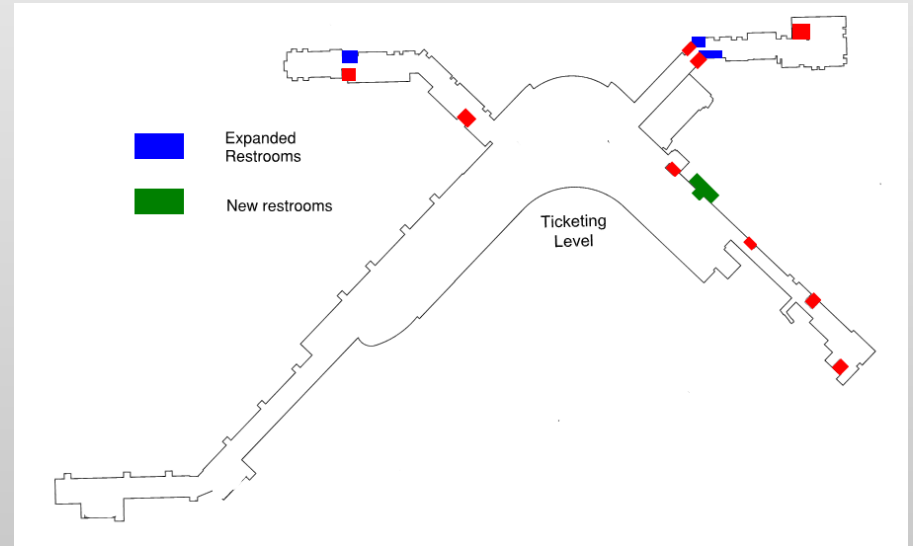 Expanded
Restrooms
New restrooms
Ticketing
Level